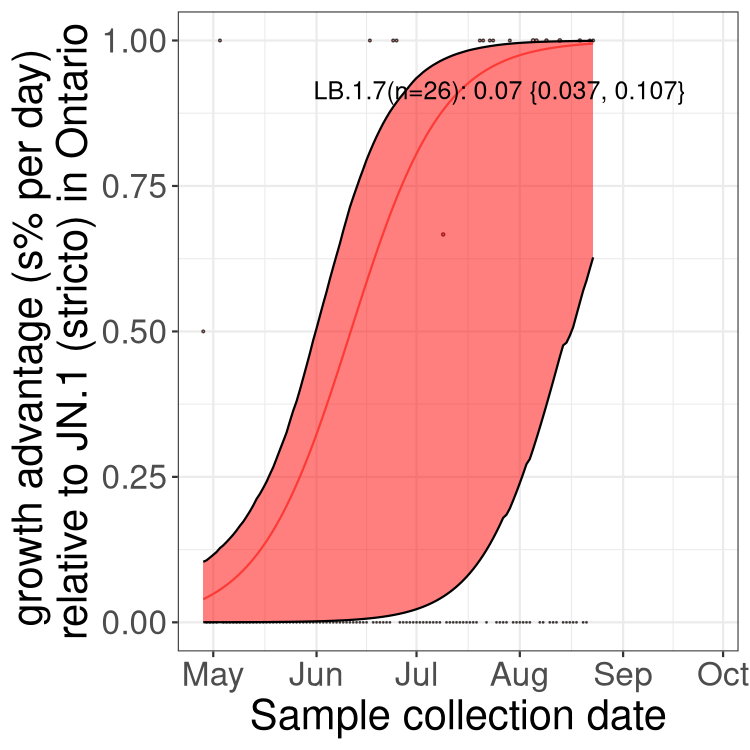 growth advantage (s% per day)
relative to JN.1 (stricto) in Ontario
1.00
0.75
0.50
0.25
0.00
LB.1.7(n=26): 0.07 {0.037, 0.107}
May Jun Jul Aug Sep Oct
Sample collection date